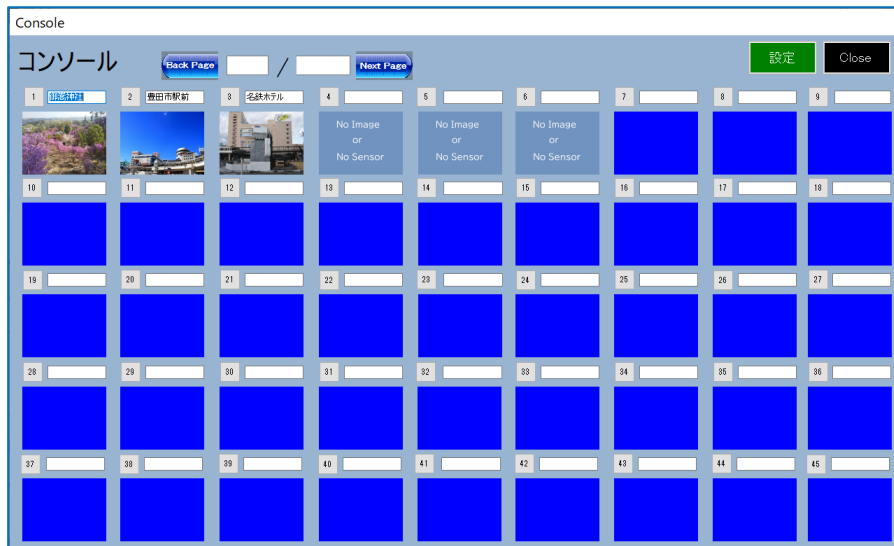 Console
コンソール Back Page / Next Page 設定 Close
1 2 豊田市駅前 3 名鉄ホテル 4 5 6 7 8 9
No Image No Image No Image
or or or
No Sensor No Sensor No Sensor
10 11 12 13 14 15 16 17 18
19 20 21 22 23 24 25 26 27
28 29 30 31 32 33 34 35 36
37 38 39 40 41 42 43 44 45